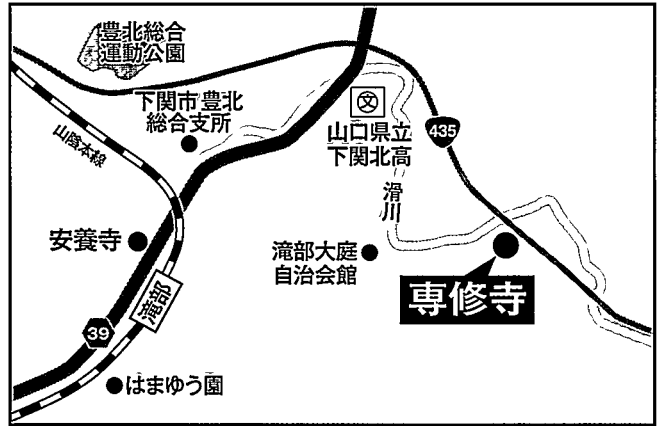 豊北総合
運動公園
下関市豊北
総合支所
山陰本線
文
山口県立
下関北高
435
滑川
安養寺
滝部大庭
自治会館
専修寺
滝部
39
はまゆう園